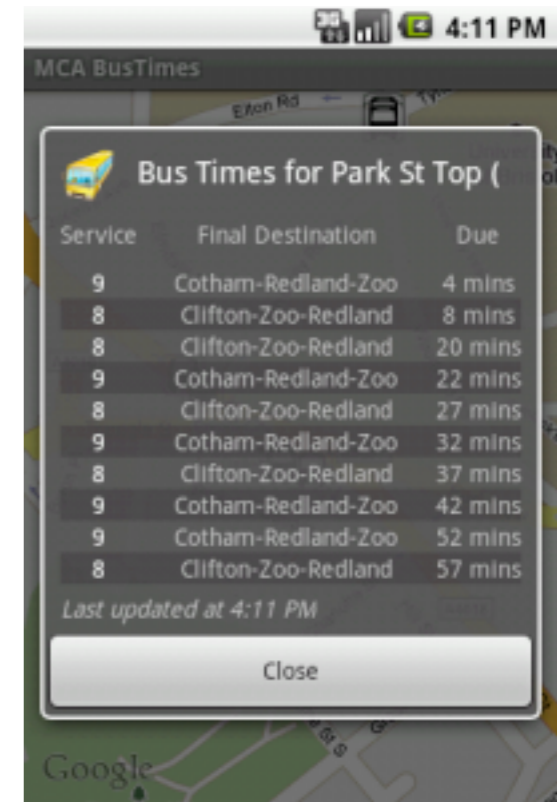 3G 4:11 PM
MCA BusTimes
Elton Rd
Bus Times for Park St Top (
Service Final Destination Due
9 Cotham-Redland-Zoo 4 mins
8 Clifton-Zoo-Redland 8 mins
8 Clifton-Zoo-Redland 20 mins
9 Cotham-Redland-Zoo 22 mins
8 Clifton-Zoo-Redland 27 mins
9 Cotham-Redland-Zoo 32 mins
8 Clifton-Zoo-Redland 37 mins
9 Cotham-Redland-Zoo 42 mins
9 Cotham-Redland-Zoo 52 mins
8 Clifton-Zoo-Redland 57 mins
Last updated at 4:11 PM
Close
Google